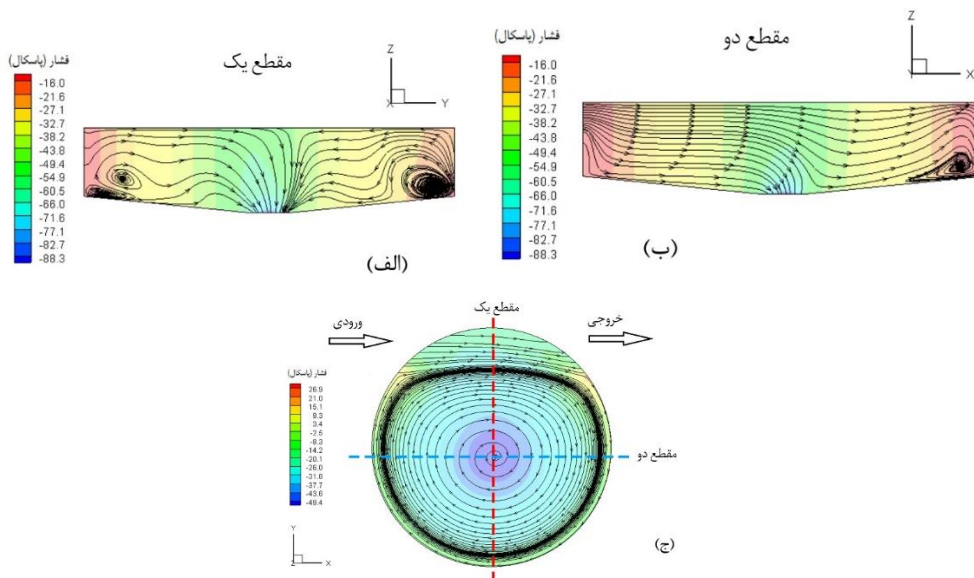 مقطع یک
فشار (پاسکال)
-16.0
-21.6
-27.1
-32.7
-38.2
-43.8
-49.4
-54.9
-60.5
-66.0
-71.6
-77.1
-82.7
-88.3
Z
X
Y
(الف)
مقطع دو
فشار (پاسکال)
-16.0
-21.6
-27.1
-32.7
-38.2
-43.8
-49.4
-54.9
-60.5
-66.0
-71.6
-77.1
-82.7
-88.3
Z
Y
X
(ب)
مقطع یک
ورودی
خروجی
فشار (پاسکال)
26.9
21.0
15.1
9.3
3.4
-2.5
-8.3
-14.2
-20.1
-26.0
-31.8
-37.7
-43.6
-49.4
مقطع دو
Y
Z
X
(ج)